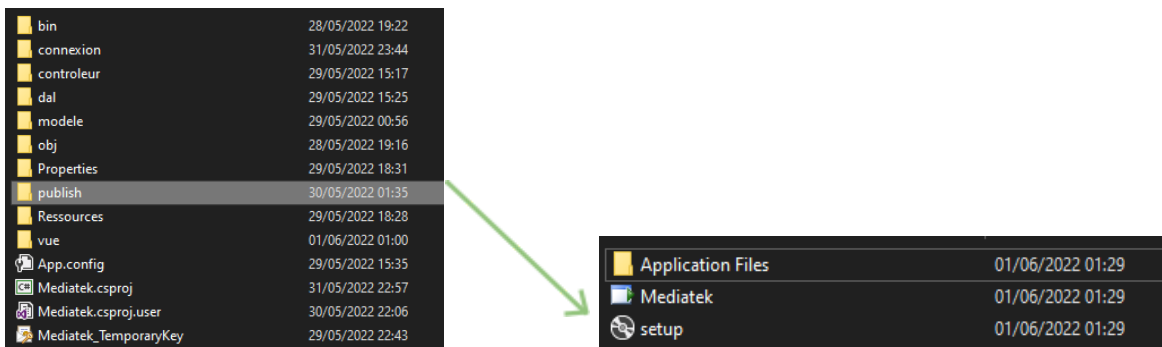 bin 28/05/2022 19:22
connexion 31/05/2022 23:44
controleur 29/05/2022 15:17
dal 29/05/2022 15:25
modele 29/05/2022 00:56
obj 28/05/2022 19:16
Properties 29/05/2022 18:31
publish 30/05/2022 01:35
Ressources 29/05/2022 18:28
vue 01/06/2022 01:00
App.config 29/05/2022 15:35
Mediatek.csproj 31/05/2022 22:57
Mediatek.csproj.user 30/05/2022 22:06
Mediatek_TemporaryKey 29/05/2022 22:43
Application Files 01/06/2022 01:29
Mediatek 01/06/2022 01:29
setup 01/06/2022 01:29